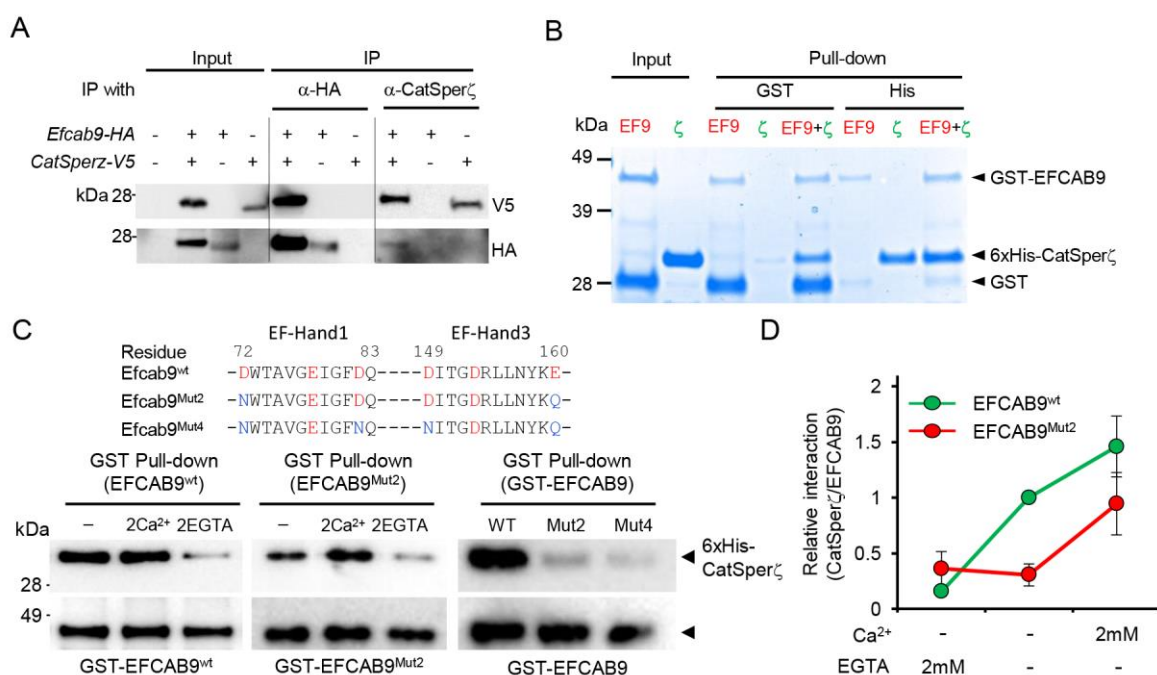 A
Input
IP
IP with
α-HA
α-CatSperζ
Efcab9-HA
- + + - + + - + + -
CatSperz-V5
- + - + + - + + - +
kDa
28-
V5
28-
HA
B
Input
Pull-down
GST
His
kDa
EF9 ζ EF9 ζ EF9+ζ EF9 ζ EF9+ζ
49
GST-EFCAB9
39
6xHis-CatSperζ
28
GST
C
EF-Hand1
EF-Hand3
Residue
72 83 149 160
Efcab9wt
-DWTAVGEIGFDQ----DITGDRLLNYKE-
Efcab9Mut2
-NWTAVGEIGFDQ----DITGDRLLNYKQ-
Efcab9Mut4
-NWTAVGEIGFNQ----NITGDRLLNYKQ-
GST Pull-down
(EFCAB9wt)
GST Pull-down
(EFCAB9Mut2)
GST Pull-down
(GST-EFCAB9)
kDa
– 2Ca2+ 2EGTA
– 2Ca2+ 2EGTA
WT Mut2 Mut4
6xHis-
CatSperζ
28
49
GST-EFCAB9wt
GST-EFCAB9Mut2
GST-EFCAB9
D
Relative interaction
(CatSperζ/EFCAB9)
2
1.5
1
0.5
0
EFCAB9wt
EFCAB9Mut2
Ca2+
- - 2mM
EGTA
2mM - -